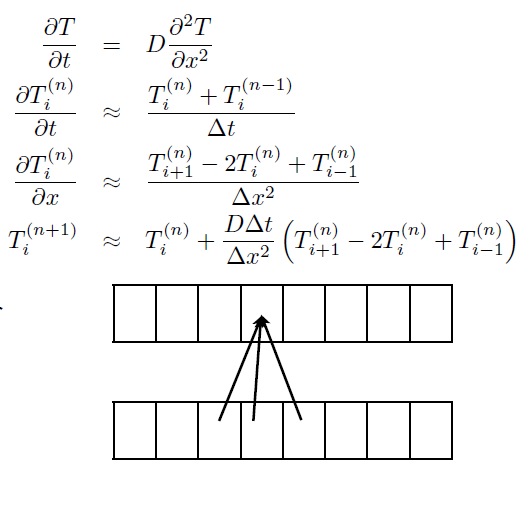 \frac{\partial T}{\partial t} = D \frac{\partial^2 T}{\partial x^2}
\frac{\partial T_i^{(n)}}{\partial t} \approx \frac{T_i^{(n)} + T_i^{(n-1)}}{\Delta t}
\frac{\partial T_i^{(n)}}{\partial x} \approx \frac{T_{i+1}^{(n)} - 2T_i^{(n)} + T_{i-1}^{(n)}}{\Delta x^2}
T_i^{(n+1)} \approx T_i^{(n)} + \frac{D \Delta t}{\Delta x^2} \left( T_{i+1}^{(n)} - 2T_i^{(n)} + T_{i-1}^{(n)} \right)